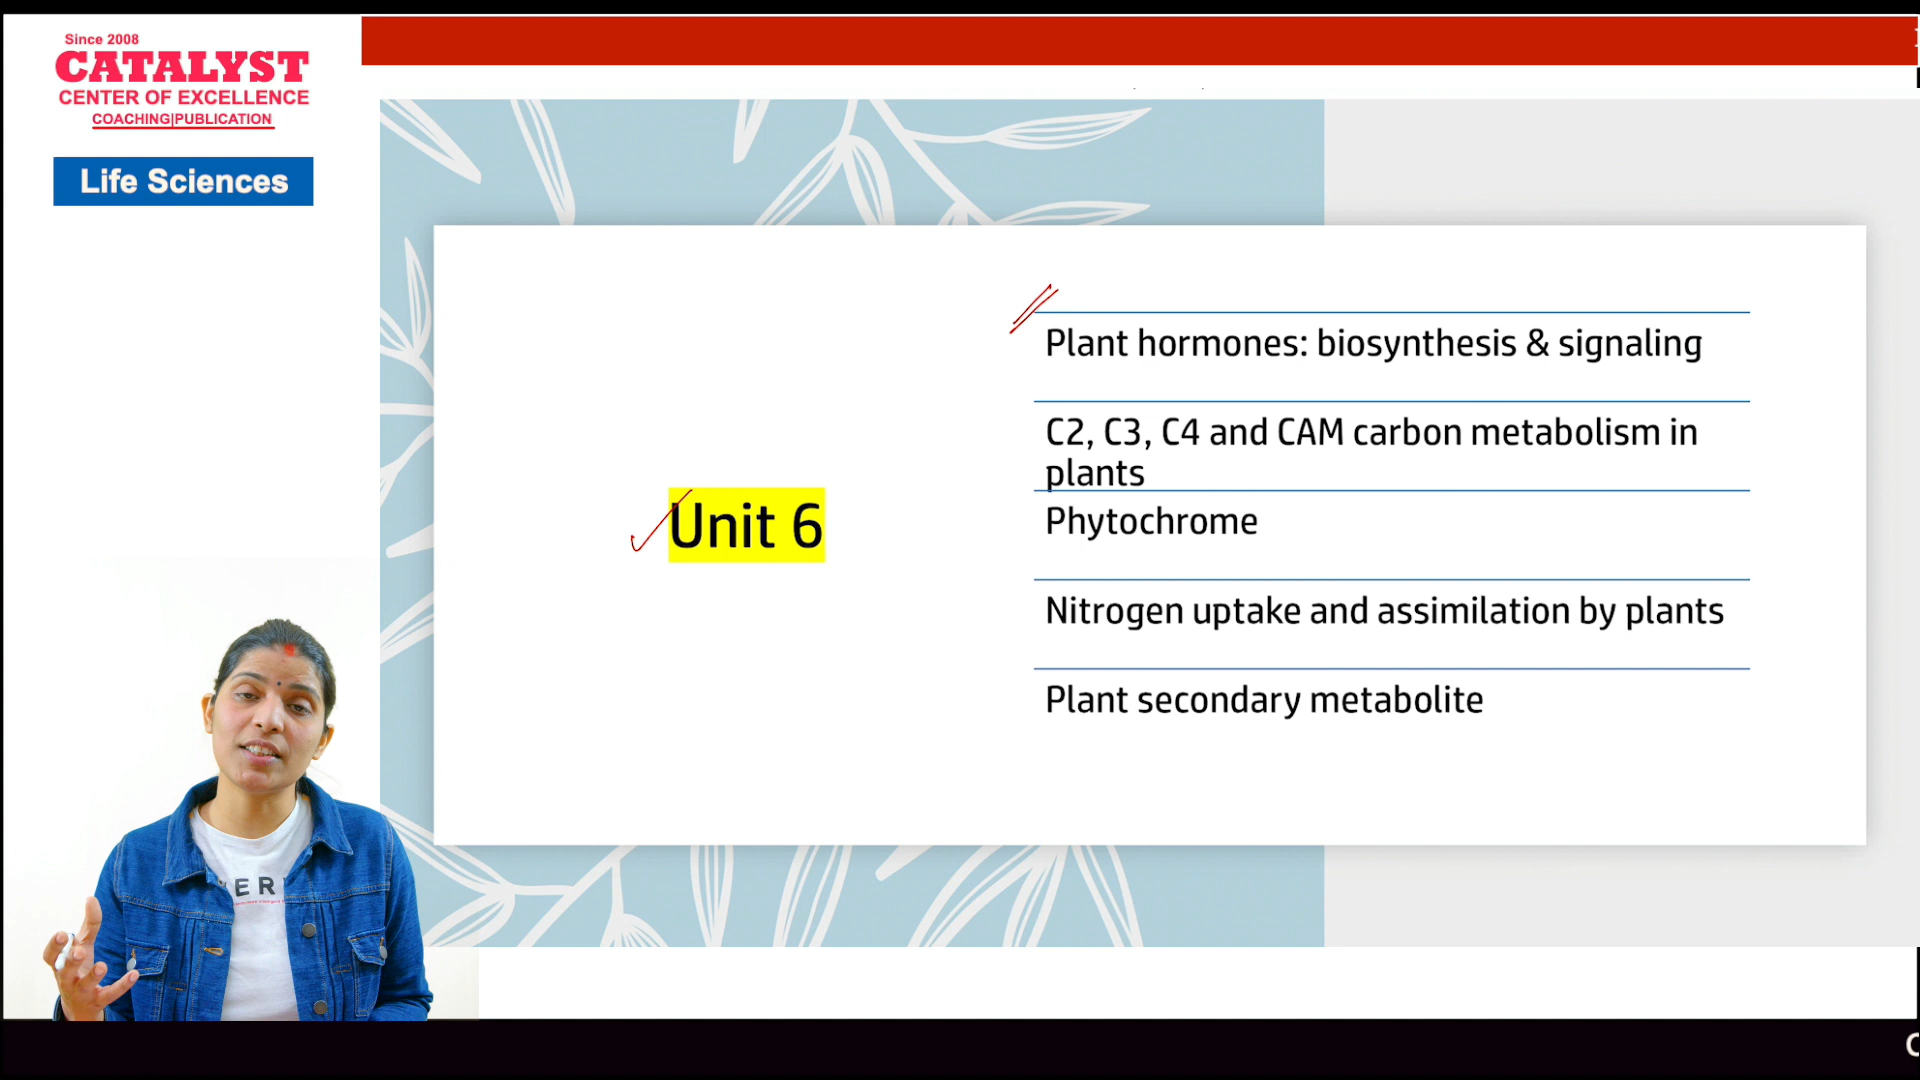 Since 2008
CATALYST
CENTER OF EXCELLENCE
COACHING|PUBLICATION
Life Sciences
Plant hormones: biosynthesis & signaling
C2, C3, C4 and CAM carbon metabolism in
plants
Unit 6
Phytochrome
Nitrogen uptake and assimilation by plants
Plant secondary metabolite
ER